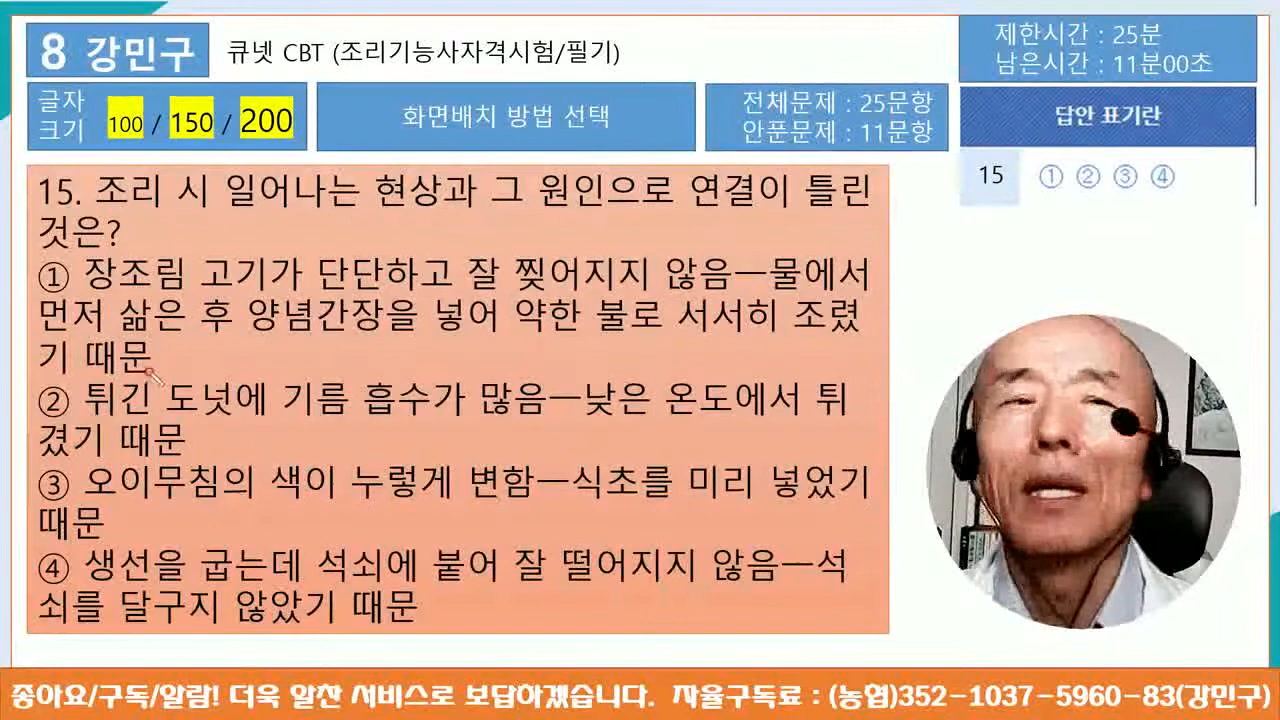 8 강민구
큐넷 CBT (조리기능사자격시험/필기)
제한시간 : 25분
남은시간 : 11분00초
글자
크기
100 / 150 / 200
화면배치 방법 선택
전체문제 : 25문항
안푼문제 : 11문항
답안 표기란
15 ① ② ③ ④
15. 조리 시 일어나는 현상과 그 원인으로 연결이 틀린
것은?
① 장조림 고기가 단단하고 잘 찢어지지 않음―물에서
먼저 삶은 후 양념간장을 넣어 약한 불로 서서히 조렸
기 때문
② 튀긴 도넛에 기름 흡수가 많음―낮은 온도에서 튀
겼기 때문
③ 오이무침의 색이 누렇게 변함―식초를 미리 넣었기
때문
④ 생선을 굽는데 석쇠에 붙어 잘 떨어지지 않음―석
쇠를 달구지 않았기 때문
종아요/구독/알람! 더욱 알찬 서비스로 보답하겠습니다. 자율구독료 : (농협)352-1037-5960-83(강민구)